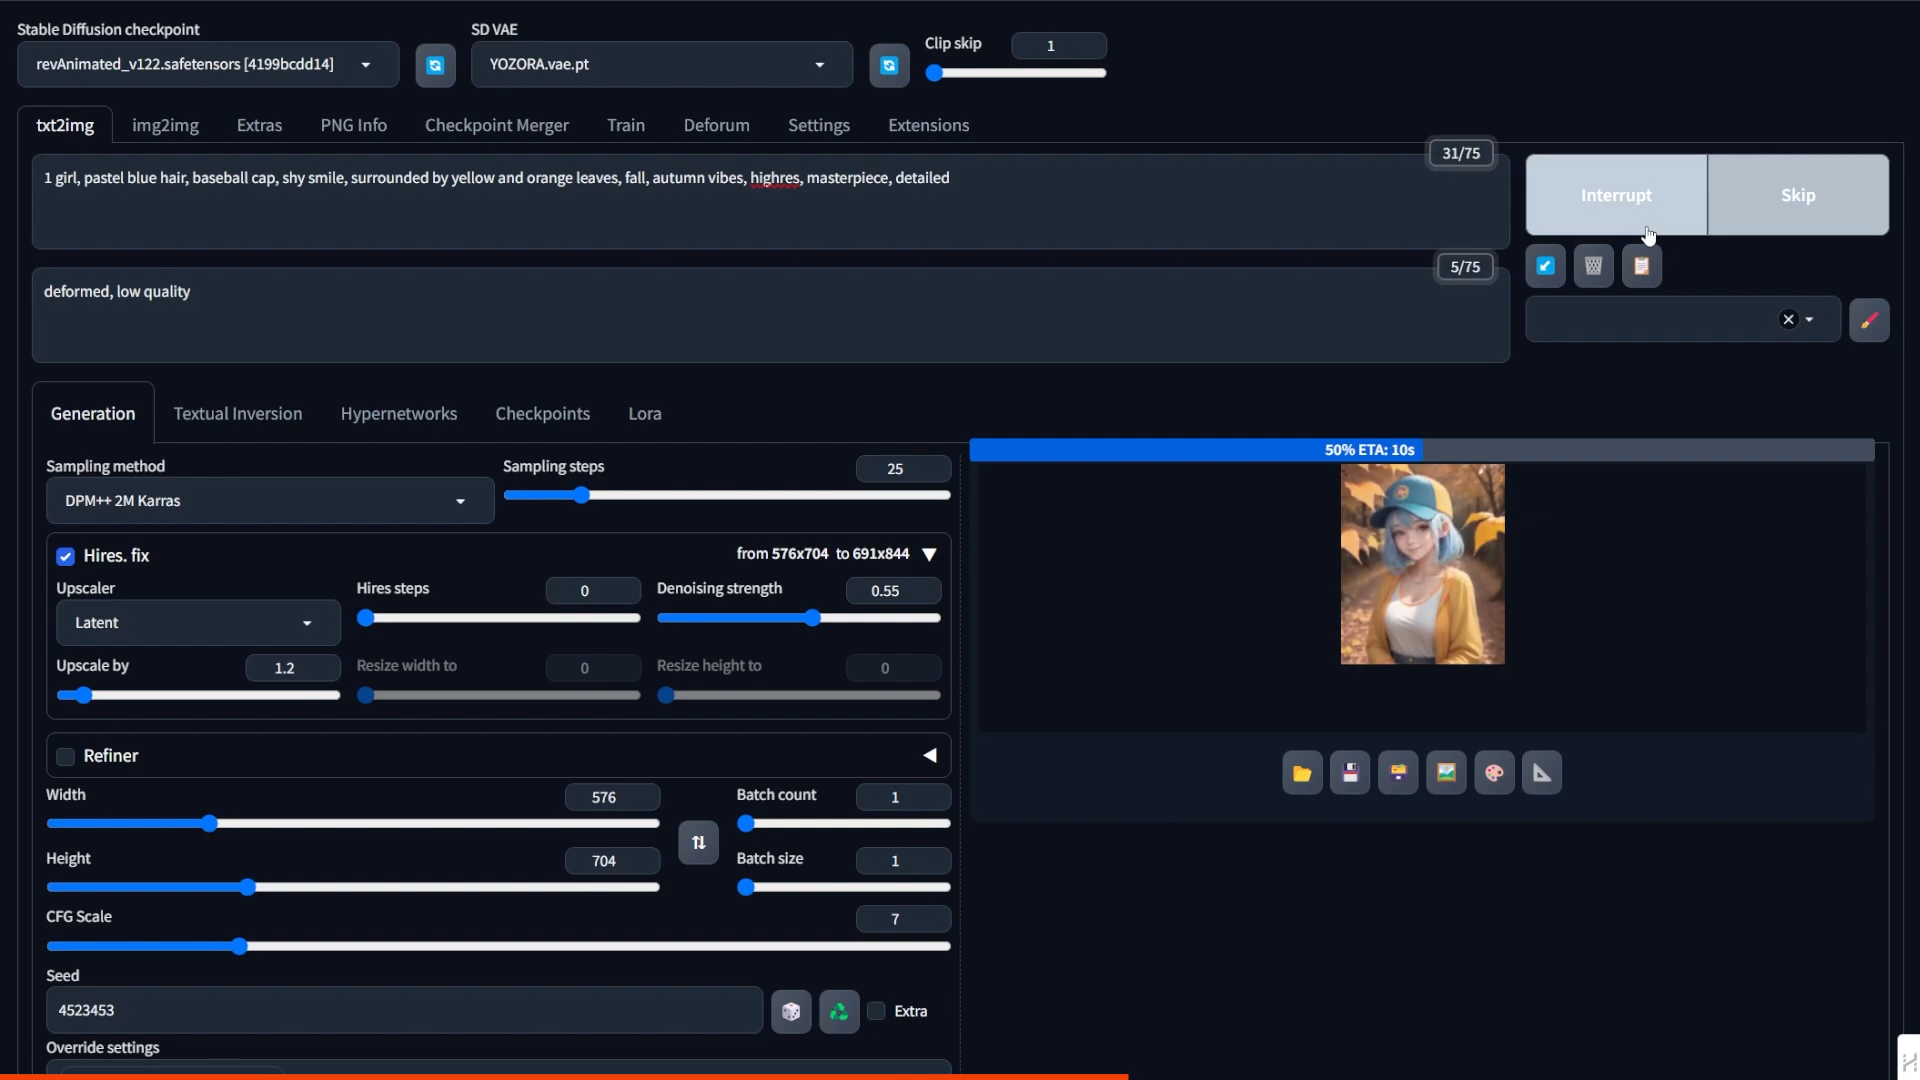 Stable Diffusion checkpoint
SD VAE
Clip skip
1
revAnimated_v122.safetensors [4199bcdd14]
YOZORA.vae.pt
txt2img
img2img
Extras
PNG Info
Checkpoint Merger
Train
Deforum
Settings
Extensions
31/75
1 girl, pastel blue hair, baseball cap, shy smile, surrounded by yellow and orange leaves, fall, autumn vibes, highres, masterpiece, detailed
Interrupt
Skip
5/75
deformed, low quality
Generation
Textual Inversion
Hypernetworks
Checkpoints
Lora
50% ETA: 10s
Sampling method
Sampling steps
25
DPM++ 2M Karras
Hires. fix
from 576x704 to 691x844
Upscaler
Hires steps
0
Denoising strength
0.55
Latent
Upscale by
1.2
Resize width to
0
Resize height to
0
Refiner
Width
576
Batch count
1
Height
704
Batch size
1
CFG Scale
7
Seed
4523453
Extra
Override settings